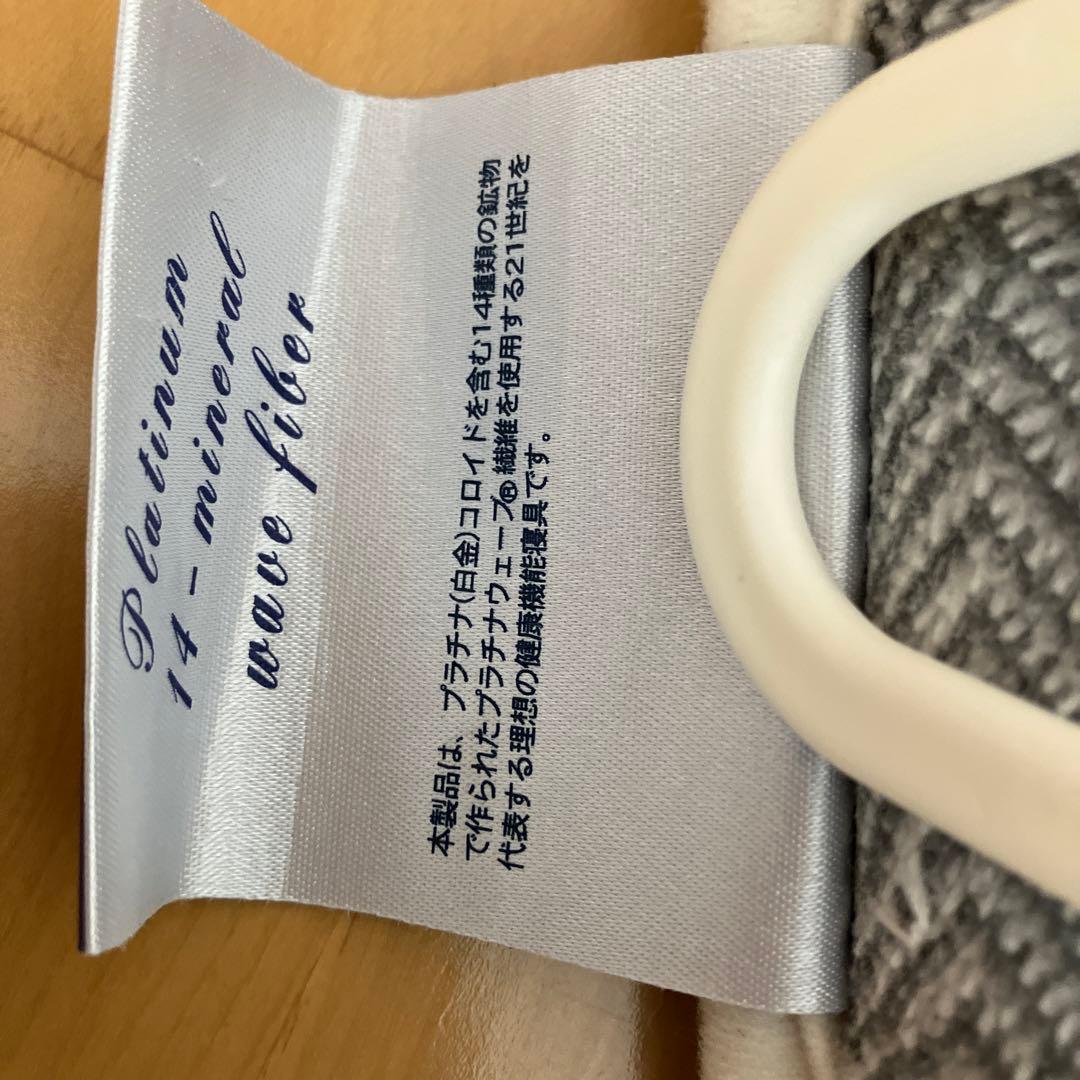 Platinum
14-mineral
wave fiber
本製品は、プラチナ(白金)コロイドを含む14種類の鉱物
で作られたプラチナウェーブ®繊維を使用する21世紀を
代表する理想の健康機能寝具です。